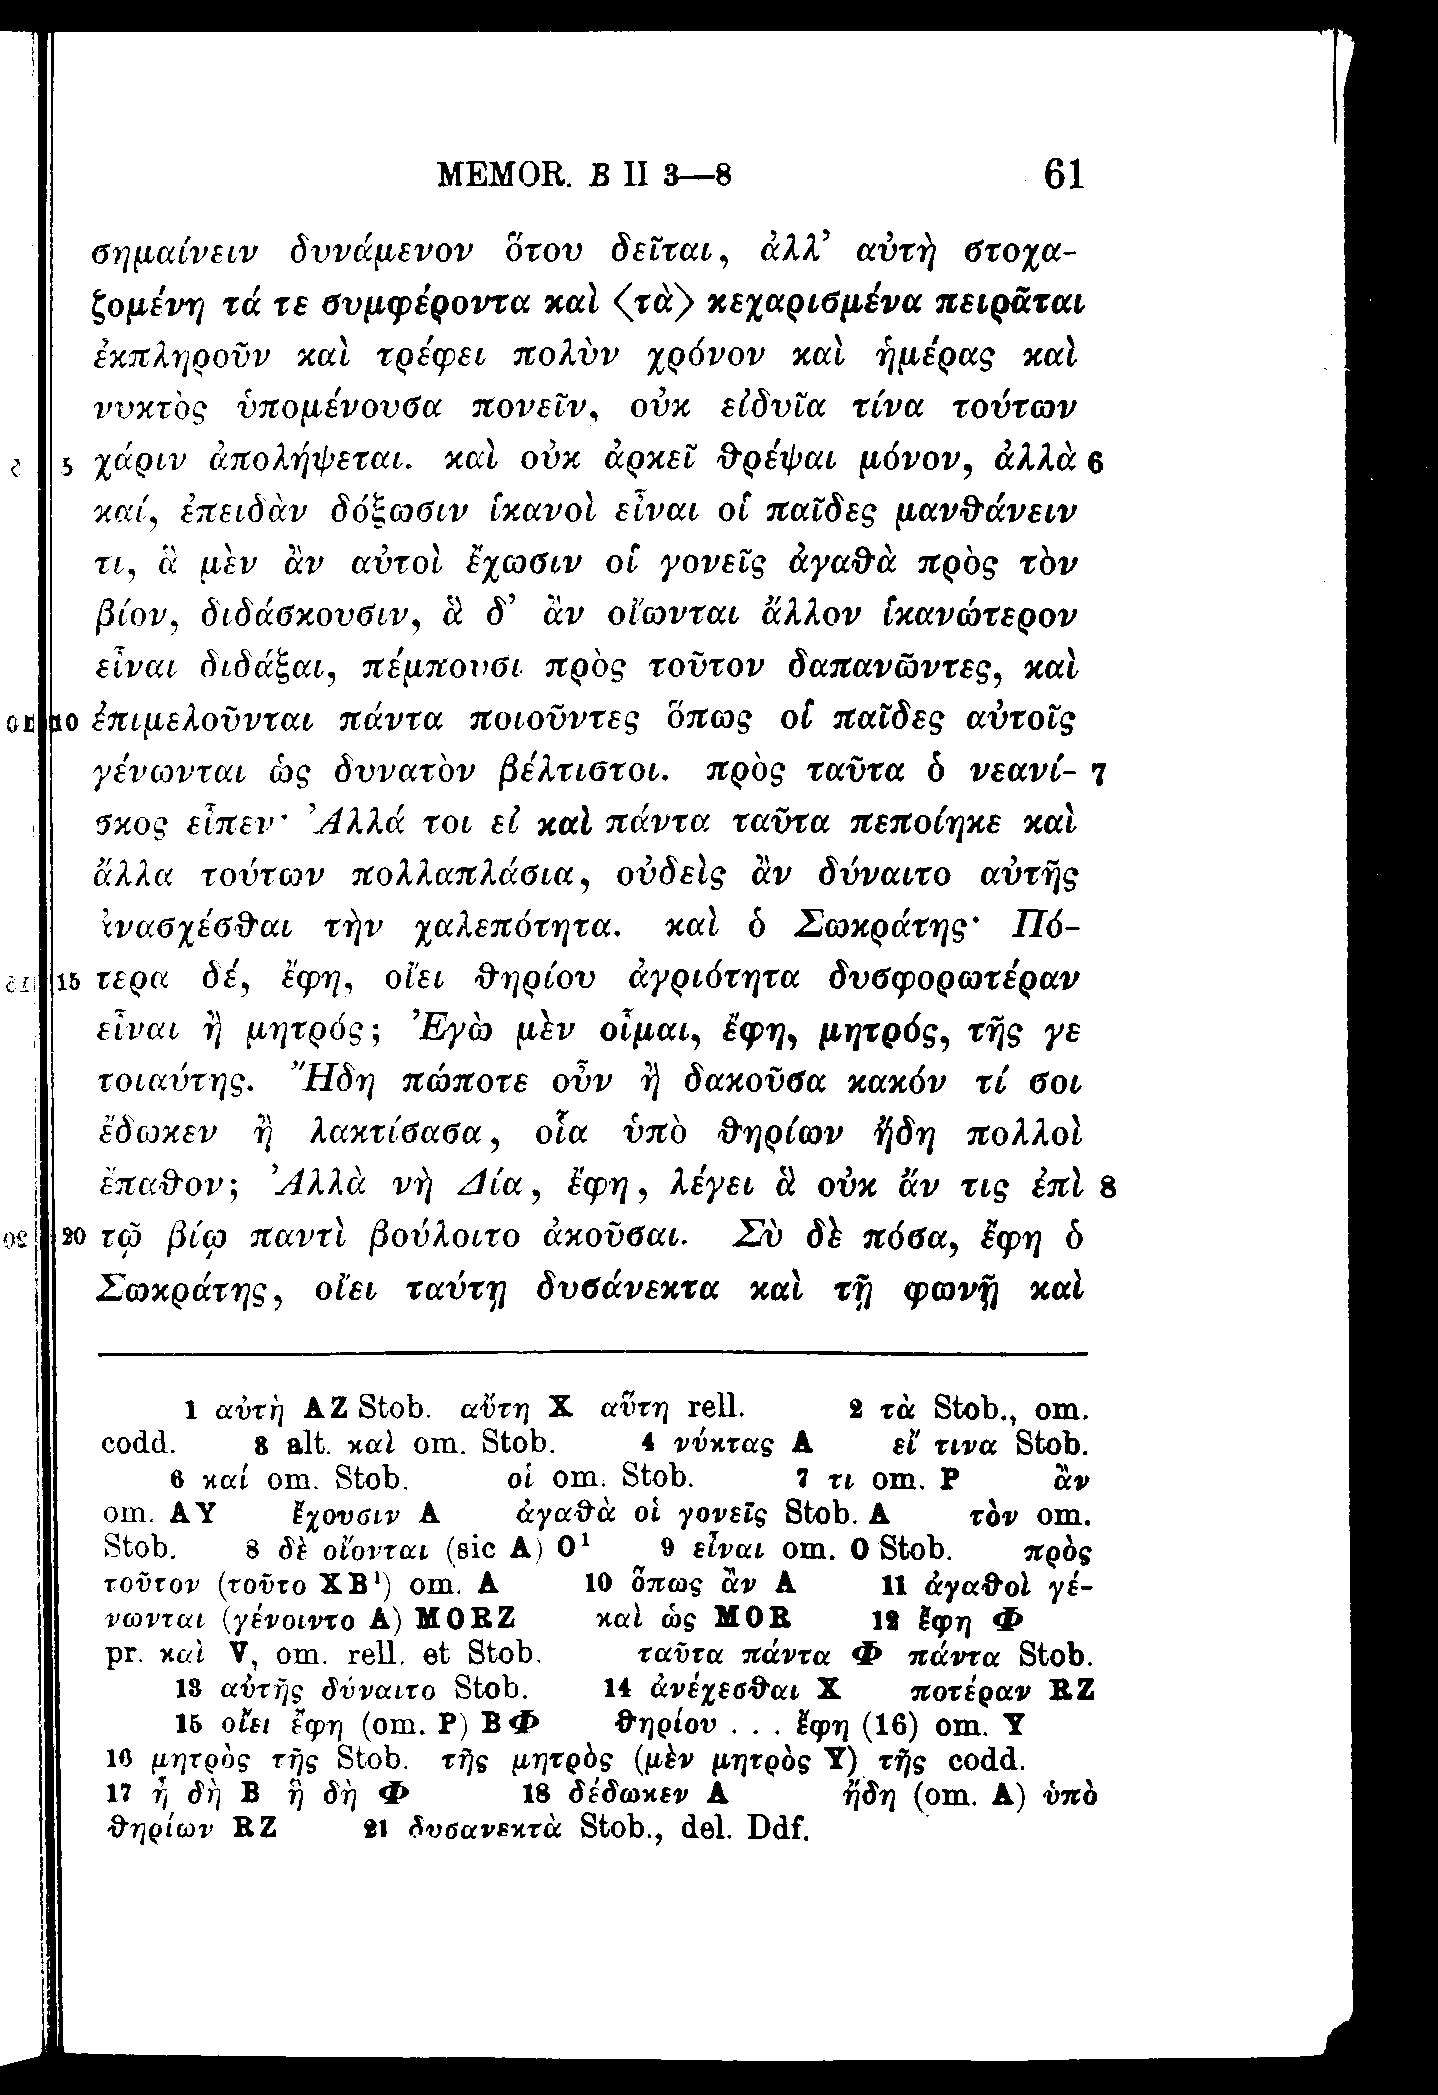 MEMOR. B II 3—8 61
σημαίνειν δυνάμενον ὅτου δεῖται, ἀλλ’ αὐτὴ στοχα-
ζομένη τά τε συμφέροντα καὶ ⟨τὰ⟩ κεχαρισμένα πειρᾶται
ἐκπληροῦν καὶ τρέφει πολὺν χρόνον καὶ ἡμέρας καὶ
νυκτὸς ὑπομένουσα πονεῖν, οὐκ εἰδυῖα τίνα τούτων
5 χάριν ἀπολήψεται. καὶ οὐκ ἀρκεῖ θρέψαι μόνον, ἀλλὰ 6
καί, ἐπειδὰν δόξωσιν ἱκανοὶ εἶναι οἱ παῖδες μανθάνειν
τι, ἃ μὲν ἂν αὐτοὶ ἔχωσιν οἱ γονεῖς ἀγαθὰ πρὸς τὸν
βίον, διδάσκουσιν, ἃ δ’ ἂν οἴωνται ἄλλον ἱκανώτερον
εἶναι διδάξαι, πέμπουσι πρὸς τοῦτον δαπανῶντες, καὶ
10 ἐπιμελοῦνται πάντα ποιοῦντες ὅπως οἱ παῖδες αὐτοῖς
γένωνται ὡς δυνατὸν βέλτιστοι. πρὸς ταῦτα ὁ νεανί- 7
σκος εἶπεν· Ἀλλά τοι εἰ καὶ πάντα ταῦτα πεποίηκε καὶ
ἄλλα τούτων πολλαπλάσια, οὐδεὶς ἂν δύναιτο αὐτῆς
ἀνασχέσθαι τὴν χαλεπότητα. καὶ ὁ Σωκράτης· Πό-
15 τερα δέ, ἔφη, οἴει θηρίου ἀγριότητα δυσφορωτέραν
εἶναι ἢ μητρός; Ἐγὼ μὲν οἶμαι, ἔφη, μητρός, τῆς γε
τοιαύτης. Ἤδη πώποτε οὖν ἢ δακοῦσα κακόν τί σοι
ἔδωκεν ἢ λακτίσασα, οἷα ὑπὸ θηρίων ἤδη πολλοὶ
ἔπαθον; Ἀλλὰ νὴ Δία, ἔφη, λέγει ἃ οὐκ ἄν τις ἐπὶ 8
20 τῷ βίῳ παντὶ βούλοιτο ἀκοῦσαι. Σὺ δὲ πόσα, ἔφη ὁ
Σωκράτης, οἴει ταύτῃ δυσάνεκτα καὶ τῇ φωνῇ καὶ
1 αὐτὴ AZ Stob. αὔτη X αὕτη rell. 2 τὰ Stob., om.
codd. 3 alt. καὶ om. Stob. 4 νύκτας A εἴ τινα Stob.
6 καί om. Stob. οἱ om. Stob. 7 τι om. P ἂν
om. AY ἔχουσιν A ἀγαθὰ οἱ γονεῖς Stob. A τὸν om.
Stob. 8 δὲ οἴονται (sic A) O¹ 9 εἶναι om. O Stob. πρὸς
τοῦτον (τοῦτο XB¹) om. A 10 ὅπως ἂν A 11 ἀγαθοὶ γέ-
νωνται (γένοιντο A) MORZ καὶ ὡς MOR 12 ἔφη Φ
pr. καὶ V, om. rell. et Stob. ταῦτα πάντα Φ πάντα Stob.
13 αὐτῆς δύναιτο Stob. 14 ἀνέχεσθαι X ποτέραν RZ
15 οἴει ἔφη (om. P) BΦ θηρίου . . . ἔφη (16) om. Y
16 μητρὸς τῆς Stob. τῆς μητρὸς (μὲν μητρὸς Y) τῆς codd.
17 ἦ δὴ B ἢ δὴ Φ 18 δέδωκεν A ἤδη (om. A) ὑπὸ
θηρίων RZ 21 δυσανεκτὰ Stob., del. Ddf.